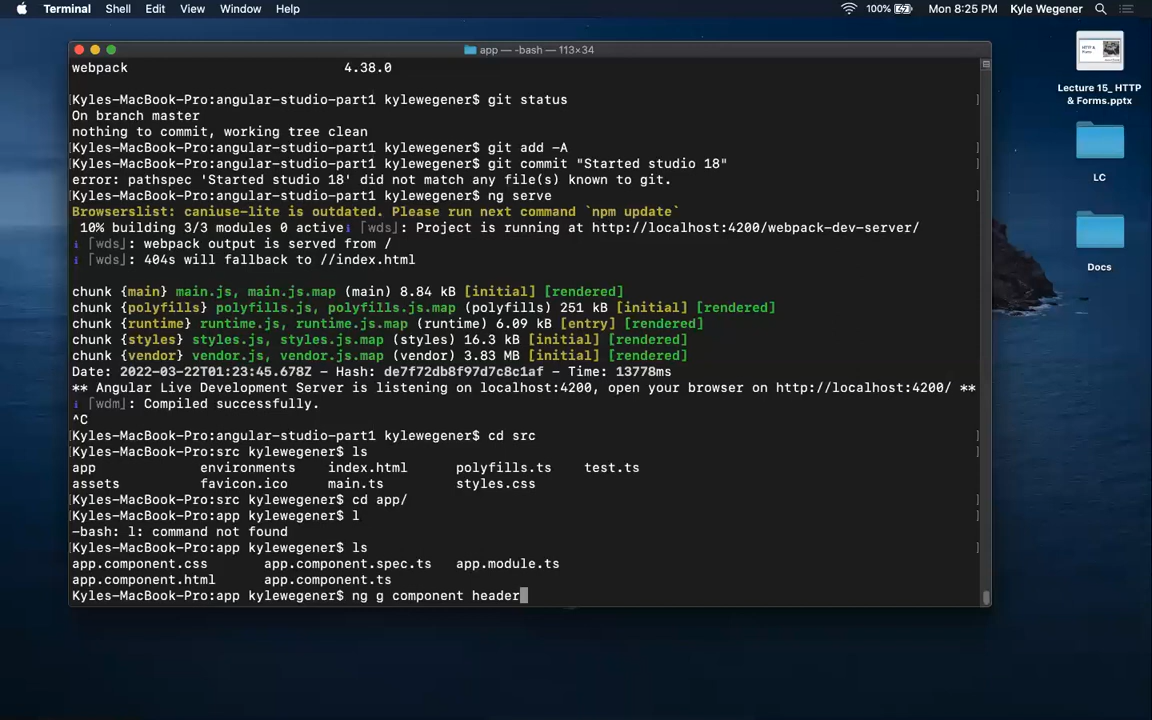 Terminal Shell Edit View Window Help 100% Mon 8:25 PM Kyle Wegener
app — -bash — 113×34
webpack 4.38.0
[Kyles-MacBook-Pro:angular-studio-part1 kylewegener$ git status ]
On branch master
nothing to commit, working tree clean
[Kyles-MacBook-Pro:angular-studio-part1 kylewegener$ git add -A ]
[Kyles-MacBook-Pro:angular-studio-part1 kylewegener$ git commit "Started studio 18" ]
error: pathspec 'Started studio 18' did not match any file(s) known to git.
[Kyles-MacBook-Pro:angular-studio-part1 kylewegener$ ng serve ]
Browserslist: caniuse-lite is outdated. Please run next command `npm update`
10% building 3/3 modules 0 activeℹ ｢wds｣: Project is running at http://localhost:4200/webpack-dev-server/
ℹ ｢wds｣: webpack output is served from /
ℹ ｢wds｣: 404s will fallback to //index.html
chunk {main} main.js, main.js.map (main) 8.84 kB [initial] [rendered]
chunk {polyfills} polyfills.js, polyfills.js.map (polyfills) 251 kB [initial] [rendered]
chunk {runtime} runtime.js, runtime.js.map (runtime) 6.09 kB [entry] [rendered]
chunk {styles} styles.js, styles.js.map (styles) 16.3 kB [initial] [rendered]
chunk {vendor} vendor.js, vendor.js.map (vendor) 3.83 MB [initial] [rendered]
Date: 2022-03-22T01:23:45.678Z - Hash: de7f72db8f97d7c8c1af - Time: 13778ms
** Angular Live Development Server is listening on localhost:4200, open your browser on http://localhost:4200/ **
ℹ ｢wdm｣: Compiled successfully.
^C
[Kyles-MacBook-Pro:angular-studio-part1 kylewegener$ cd src ]
[Kyles-MacBook-Pro:src kylewegener$ ls ]
app environments index.html polyfills.ts test.ts
assets favicon.ico main.ts styles.css
[Kyles-MacBook-Pro:src kylewegener$ cd app/ ]
[Kyles-MacBook-Pro:app kylewegener$ l ]
-bash: l: command not found
[Kyles-MacBook-Pro:app kylewegener$ ls ]
app.component.css app.component.spec.ts app.module.ts
app.component.html app.component.ts
Kyles-MacBook-Pro:app kylewegener$ ng g component header
Lecture 15_ HTTP
& Forms.pptx
LC
Docs